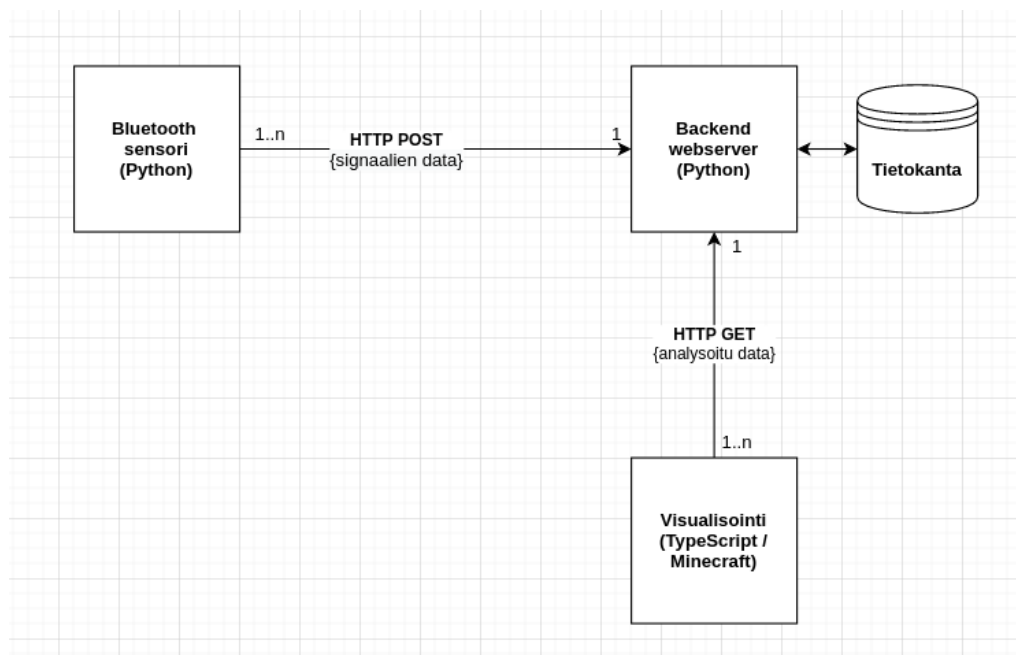 Bluetooth
sensori
(Python)
1..n
HTTP POST
{signaalien data}
1
Backend
webserver
(Python)
Tietokanta
1
HTTP GET
{analysoitu data}
1..n
Visualisointi
(TypeScript /
Minecraft)